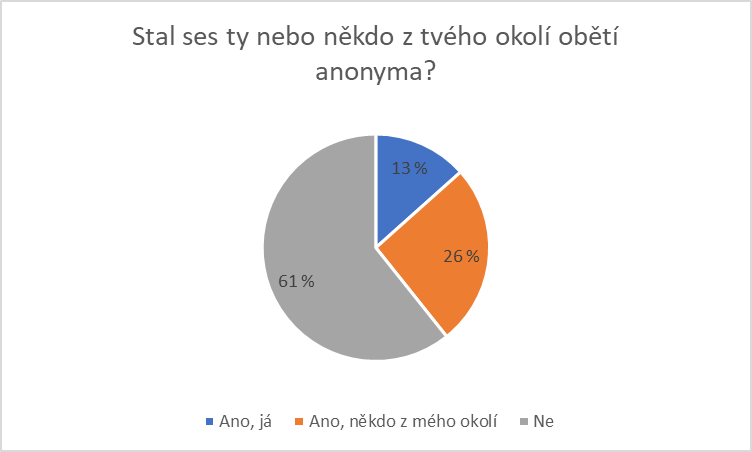 Stal ses ty nebo někdo z tvého okolí obětí
anonyma?
13 %
26 %
61 %
Ano, já
Ano, někdo z mého okolí
Ne